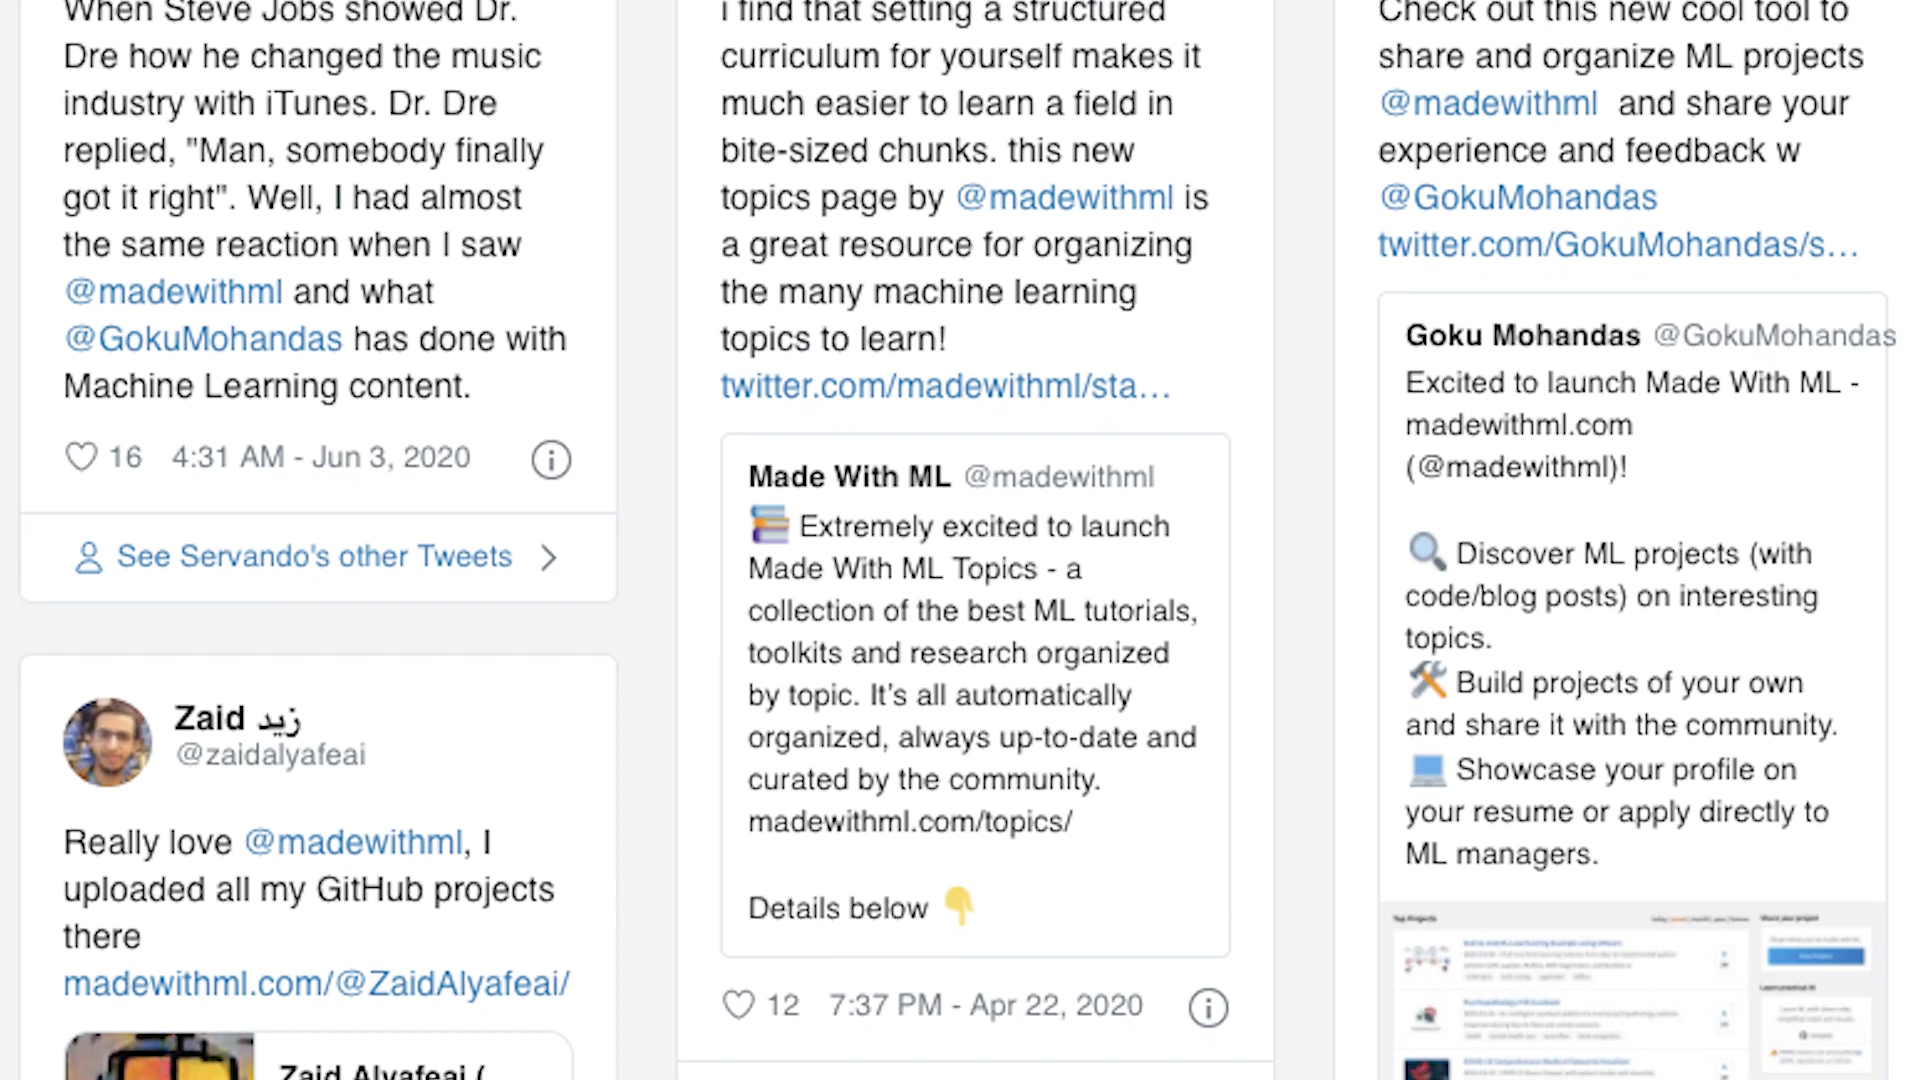 When Steve Jobs showed Dr.
Dre how he changed the music
industry with iTunes. Dr. Dre
replied, "Man, somebody finally
got it right". Well, I had almost
the same reaction when I saw
@madewithml and what
@GokuMohandas has done with
Machine Learning content.
16 4:31 AM - Jun 3, 2020
See Servando's other Tweets
Zaid زيد
@zaidalyafeai
Really love @madewithml, I
uploaded all my GitHub projects
there
madewithml.com/@ZaidAlyafeai/
Zaid Alyafeai (
i find that setting a structured
curriculum for yourself makes it
much easier to learn a field in
bite-sized chunks. this new
topics page by @madewithml is
a great resource for organizing
the many machine learning
topics to learn!
twitter.com/madewithml/sta…
Made With ML @madewithml
📚 Extremely excited to launch
Made With ML Topics - a
collection of the best ML tutorials,
toolkits and research organized
by topic. It’s all automatically
organized, always up-to-date and
curated by the community.
madewithml.com/topics/
Details below 👇
12 7:37 PM - Apr 22, 2020
Check out this new cool tool to
share and organize ML projects
@madewithml and share your
experience and feedback w
@GokuMohandas
twitter.com/GokuMohandas/s…
Goku Mohandas @GokuMohandas
Excited to launch Made With ML -
madewithml.com
(@madewithml)!
🔍 Discover ML projects (with
code/blog posts) on interesting
topics.
🛠 Build projects of your own
and share it with the community.
💻 Showcase your profile on
your resume or apply directly to
ML managers.
Top Projects